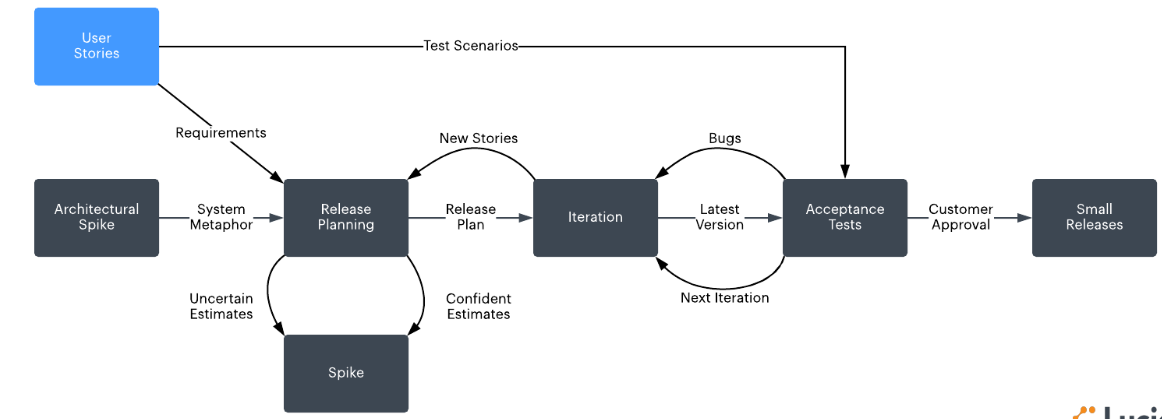 User
Stories
Test Scenarios
Requirements
New Stories
Bugs
Architectural
Spike
System
Metaphor
Release
Planning
Release
Plan
Iteration
Latest
Version
Acceptance
Tests
Customer
Approval
Small
Releases
Uncertain
Estimates
Confident
Estimates
Next Iteration
Spike